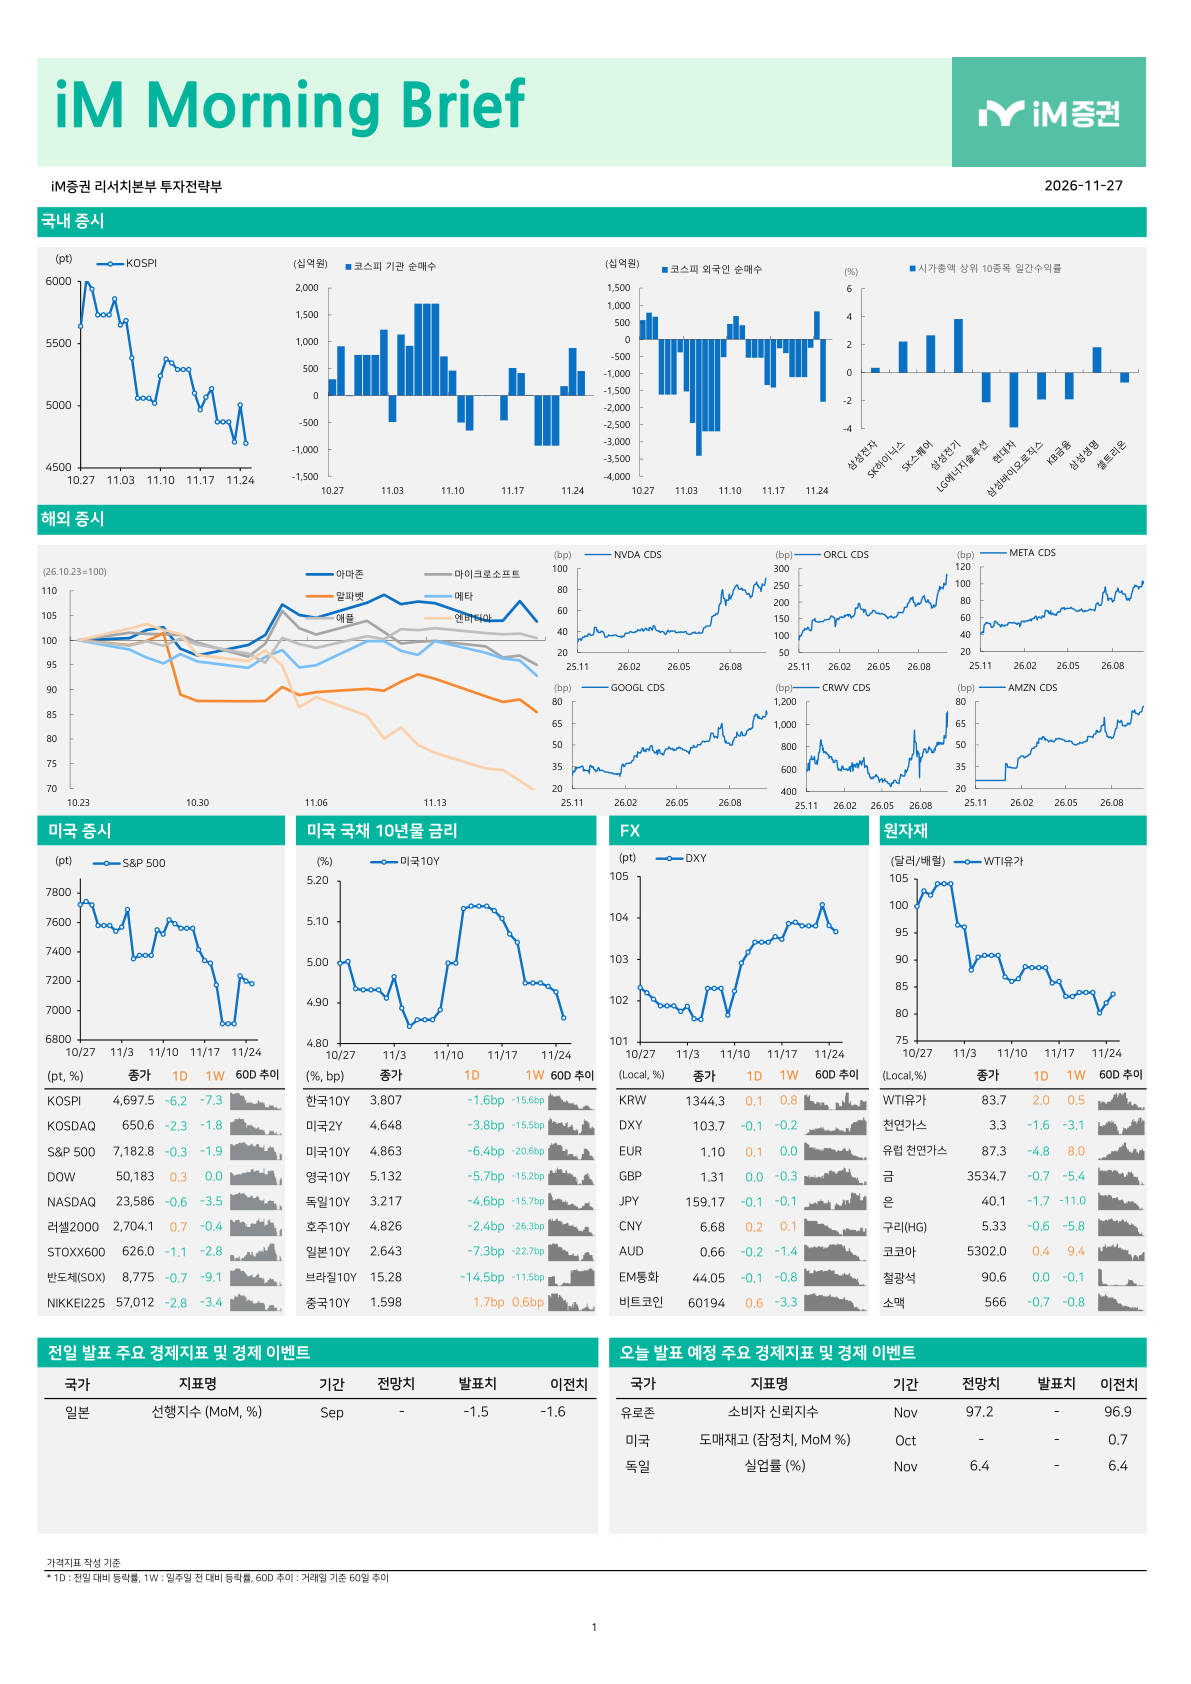 iM Morning Brief
iM증권
iM증권 리서치본부 투자전략부
2026-11-27
국내 증시
(pt)
KOSPI
6000
5500
5000
4500
10.27 11.03 11.10 11.17 11.24
(십억원)
코스피 기관 순매수
2,000
1,500
1,000
500
0
-500
-1,000
-1,500
10.27 11.03 11.10 11.17 11.24
(십억원)
코스피 외국인 순매수
1,500
1,000
500
0
-500
-1,000
-1,500
-2,000
-2,500
-3,000
-3,500
-4,000
10.27 11.03 11.10 11.17 11.24
(%)
시가총액 상위 10종목 일간수익률
6
4
2
0
-2
-4
삼성전자
SK하이닉스
SK스퀘어
삼성전기
LG에너지솔루션
현대차
삼성바이오로직스
KB금융
삼성생명
셀트리온
해외 증시
(26.10.23=100)
아마존 마이크로소프트
알파벳 메타
애플 엔비디아
110
105
100
95
90
85
80
75
70
10.23 10.30 11.06 11.13
(bp) NVDA CDS
100
80
60
40
20
25.11 26.02 26.05 26.08
(bp) ORCL CDS
300
250
200
150
100
50
25.11 26.02 26.05 26.08
(bp) META CDS
120
100
80
60
40
20
25.11 26.02 26.05 26.08
(bp) GOOGL CDS
80
65
50
35
20
25.11 26.02 26.05 26.08
(bp) CRWV CDS
1,200
1,000
800
600
400
25.11 26.02 26.05 26.08
(bp) AMZN CDS
80
65
50
35
20
25.11 26.02 26.05 26.08
미국 증시
(pt) S&P 500
7800
7600
7400
7200
7000
6800
10/27 11/3 11/10 11/17 11/24
(pt, %) 종가 1D 1W 60D 추이
KOSPI 4,697.5 -6.2 -7.3
KOSDAQ 650.6 -2.3 -1.8
S&P 500 7,182.8 -0.3 -1.9
DOW 50,183 0.3 0.0
NASDAQ 23,586 -0.6 -3.5
러셀2000 2,704.1 0.7 -0.4
STOXX600 626.0 -1.1 -2.8
반도체(SOX) 8,775 -0.7 -9.1
NIKKEI225 57,012 -2.8 -3.4
미국 국채 10년물 금리
(%) 미국10Y
5.20
5.10
5.00
4.90
4.80
10/27 11/3 11/10 11/17 11/24
(%, bp) 종가 1D 1W 60D 추이
한국10Y 3.807 -1.6bp -15.6bp
미국2Y 4.648 -3.8bp -15.5bp
미국10Y 4.863 -6.4bp -20.6bp
영국10Y 5.132 -5.7bp -15.2bp
독일10Y 3.217 -4.6bp -15.7bp
호주10Y 4.826 -2.4bp -26.3bp
일본10Y 2.643 -7.3bp -22.7bp
브라질10Y 15.28 -14.5bp -11.5bp
중국10Y 1.598 1.7bp 0.6bp
FX
(pt) DXY
105
104
103
102
101
10/27 11/3 11/10 11/17 11/24
(Local, %) 종가 1D 1W 60D 추이
KRW 1344.3 0.1 0.8
DXY 103.7 -0.1 -0.2
EUR 1.10 0.1 0.0
GBP 1.31 0.0 -0.3
JPY 159.17 -0.1 -0.1
CNY 6.68 0.2 0.1
AUD 0.66 -0.2 -1.4
EM통화 44.05 -0.1 -0.8
비트코인 60194 0.6 -3.3
원자재
(달러/배럴) WTI유가
105
100
95
90
85
80
75
10/27 11/3 11/10 11/17 11/24
(Local,%) 종가 1D 1W 60D 추이
WTI유가 83.7 2.0 0.5
천연가스 3.3 -1.6 -3.1
유럽 천연가스 87.3 -4.8 8.0
금 3534.7 -0.7 -5.4
은 40.1 -1.7 -11.0
구리(HG) 5.33 -0.6 -5.8
코코아 5302.0 0.4 9.4
철광석 90.6 0.0 -0.1
소맥 566 -0.7 -0.8
전일 발표 주요 경제지표 및 경제 이벤트
국가 지표명 기간 전망치 발표치 이전치
일본 선행지수 (MoM, %) Sep - -1.5 -1.6
오늘 발표 예정 주요 경제지표 및 경제 이벤트
국가 지표명 기간 전망치 발표치 이전치
유로존 소비자 신뢰지수 Nov 97.2 - 96.9
미국 도매재고 (잠정치, MoM %) Oct - - 0.7
독일 실업률 (%) Nov 6.4 - 6.4
가격지표 작성 기준
* 1D : 전일 대비 등락률, 1W : 일주일 전 대비 등락률, 60D 추이 : 거래일 기준 60일 추이
1